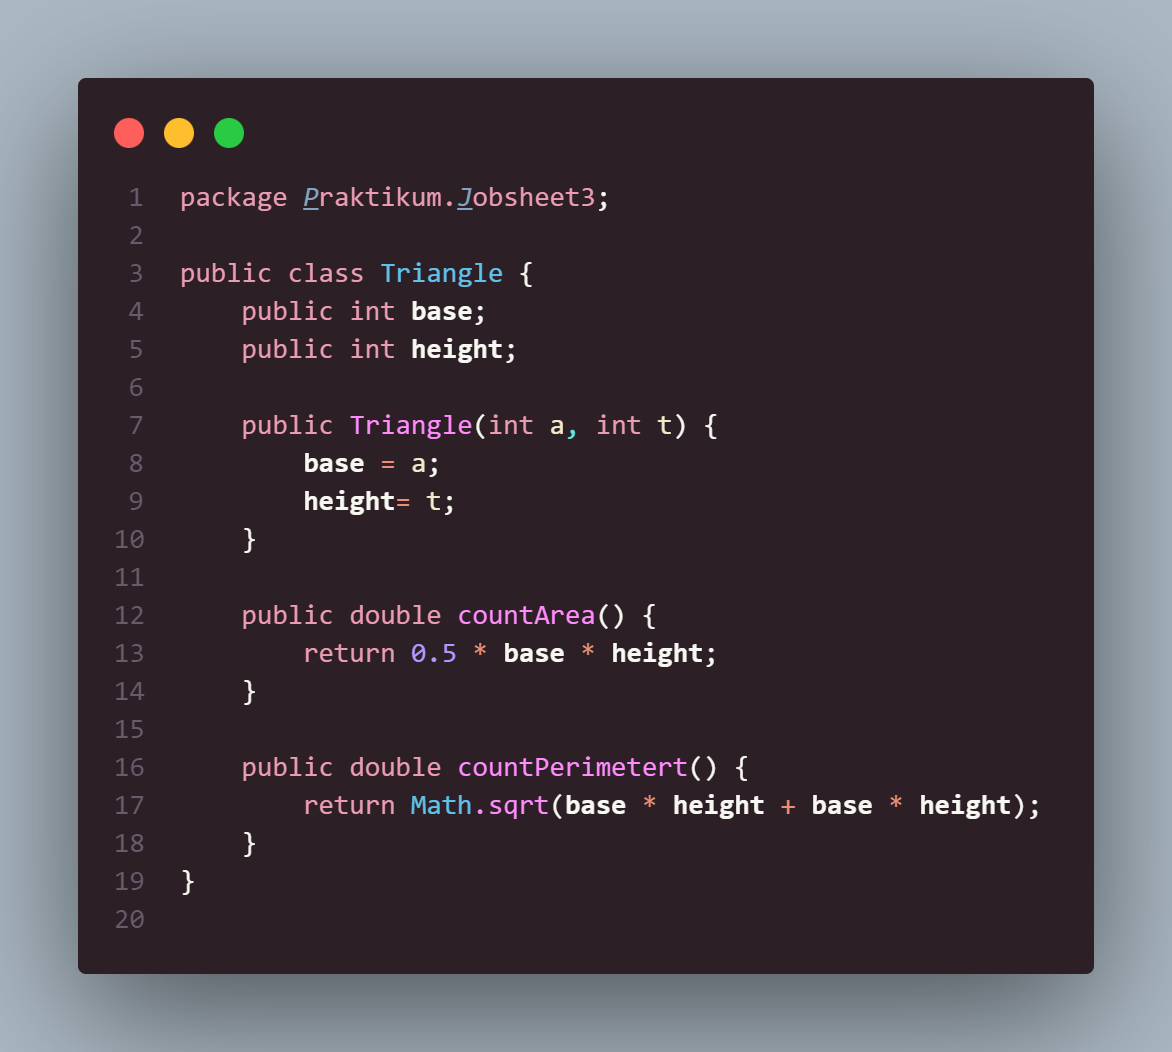 1 package Praktikum.Jobsheet3;
2
3 public class Triangle {
4     public int base;
5     public int height;
6
7     public Triangle(int a, int t) {
8         base = a;
9         height= t;
10     }
11
12     public double countArea() {
13         return 0.5 * base * height;
14     }
15
16     public double countPerimetert() {
17         return Math.sqrt(base * height + base * height);
18     }
19 }
20